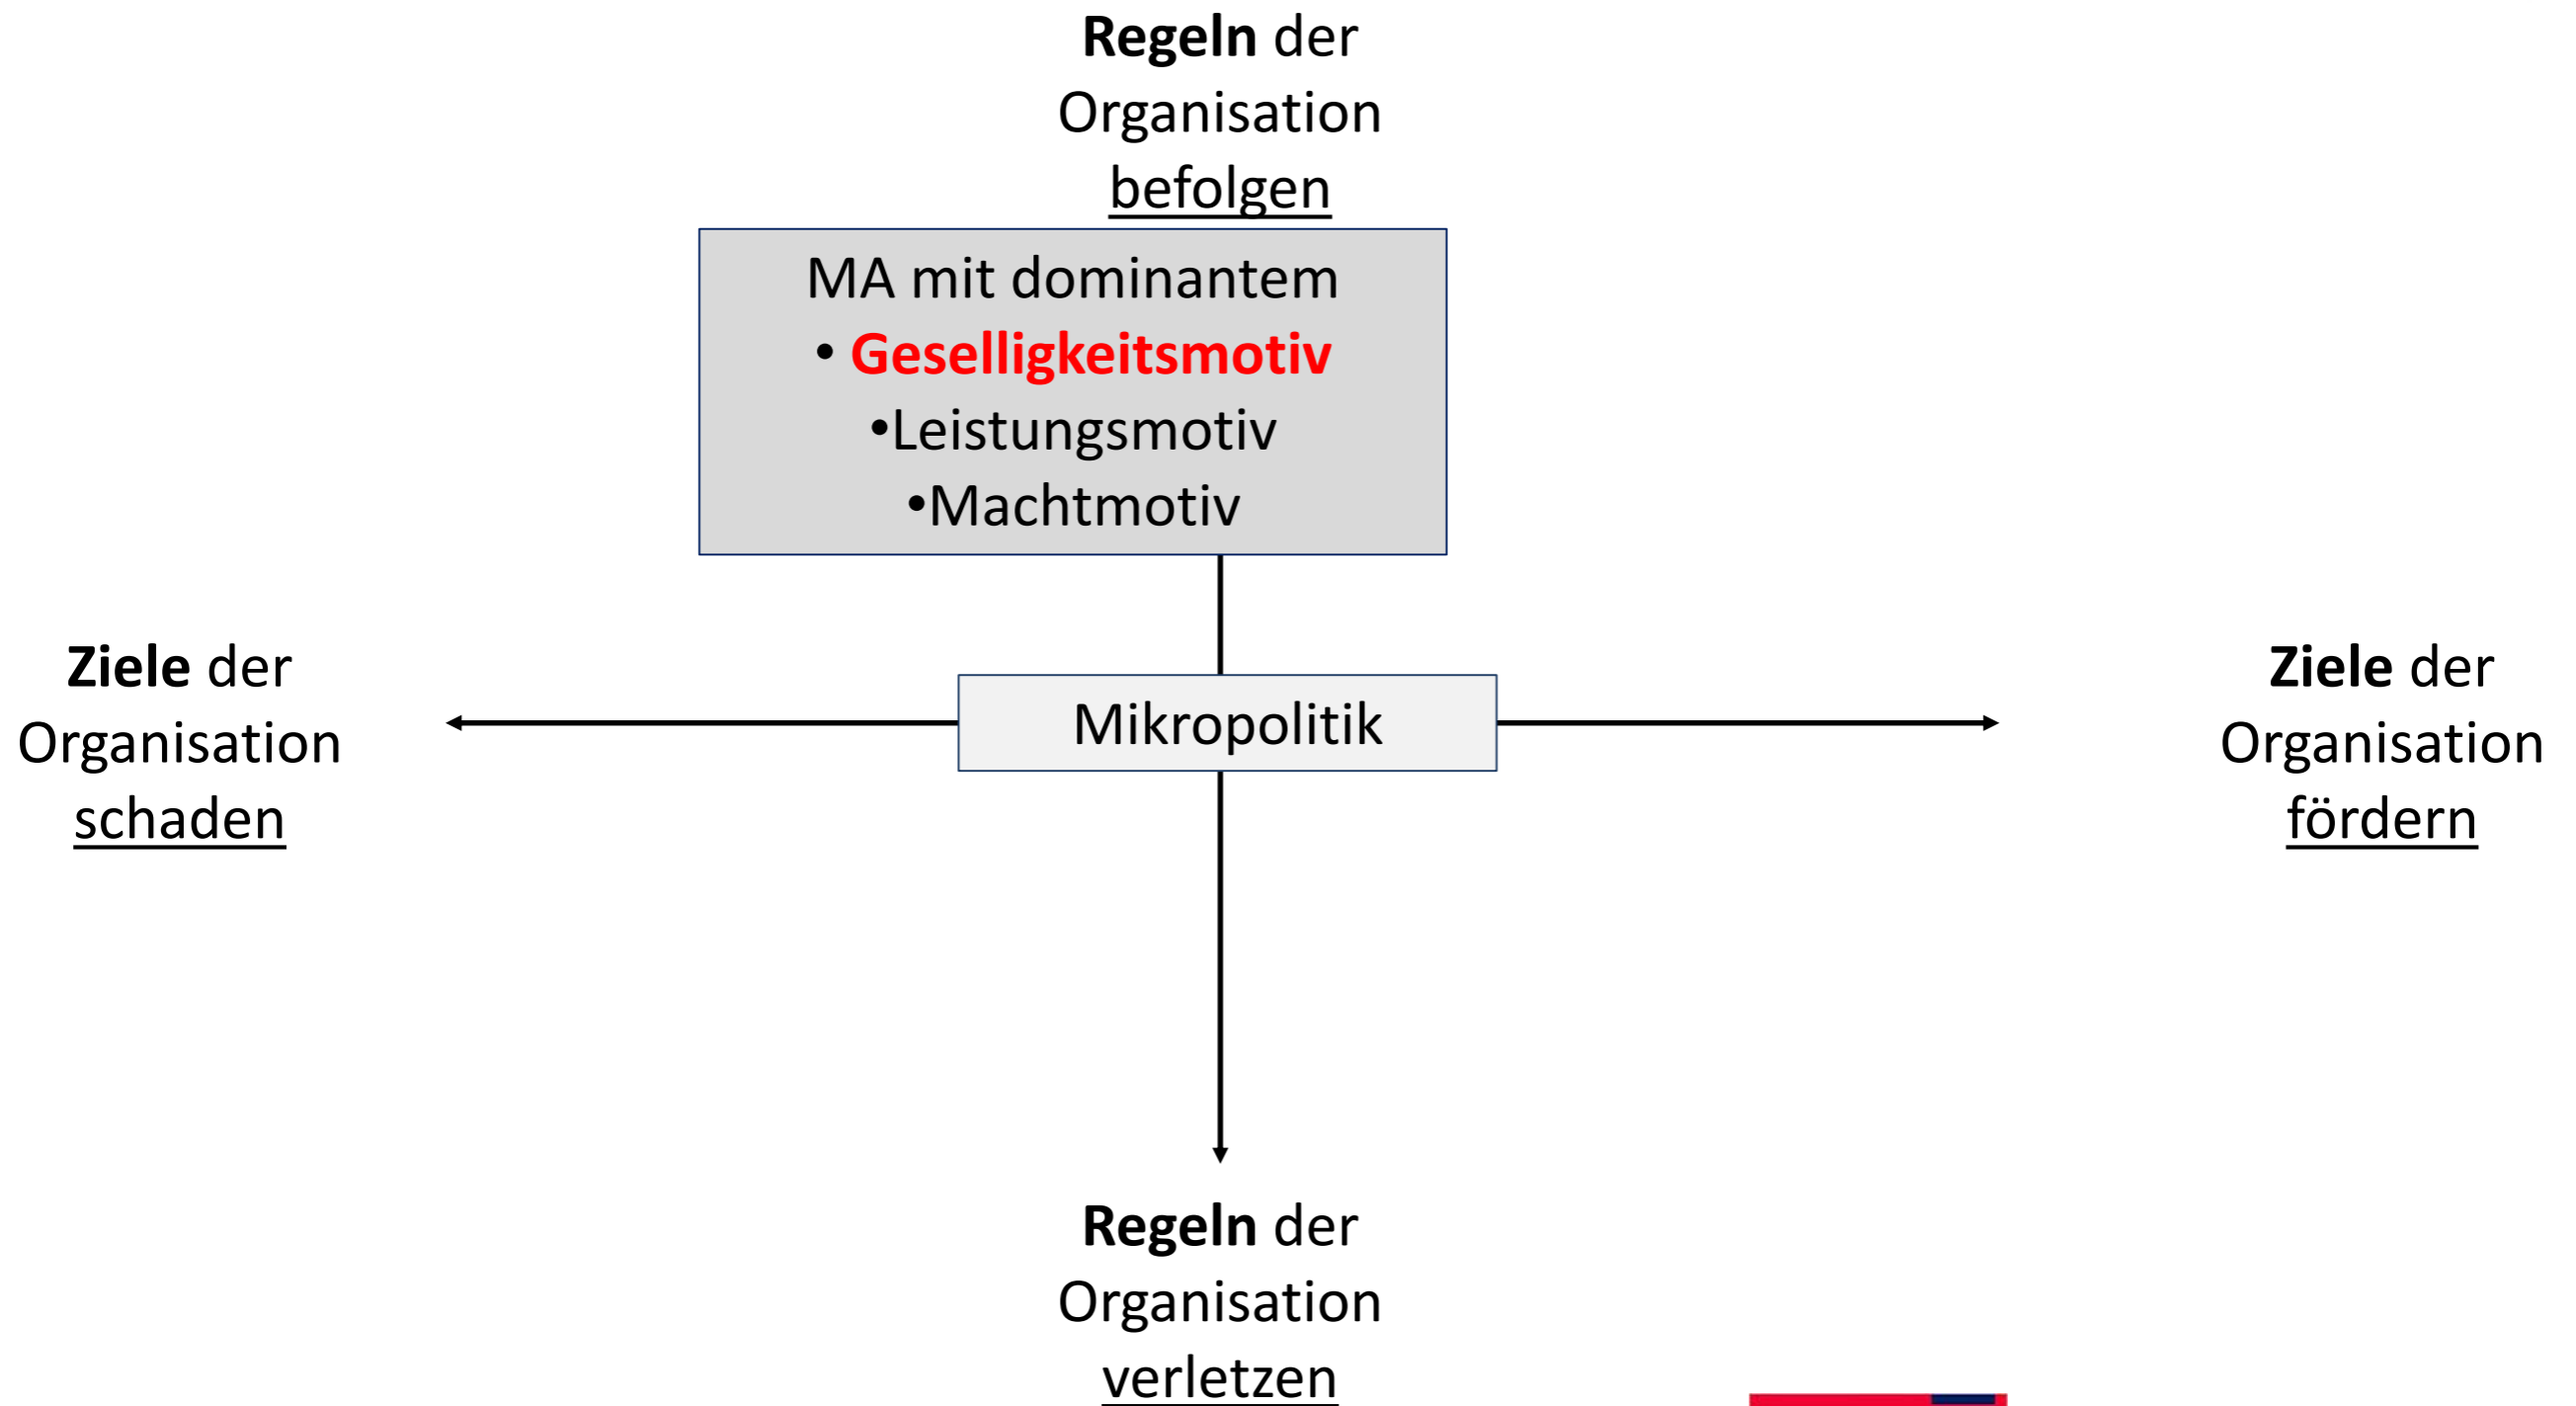 Regeln der
Organisation
befolgen
MA mit dominantem
• Geselligkeitsmotiv
•Leistungsmotiv
•Machtmotiv
Ziele der
Organisation
schaden
Mikropolitik
Ziele der
Organisation
fördern
Regeln der
Organisation
verletzen